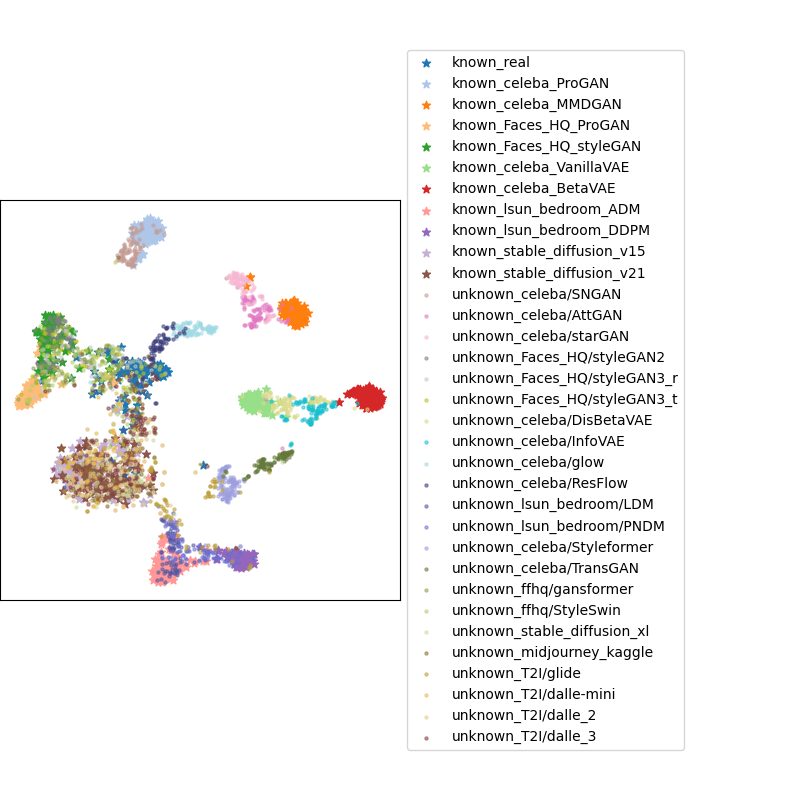 known_real
known_celeba_ProGAN
known_celeba_MMDGAN
known_Faces_HQ_ProGAN
known_Faces_HQ_styleGAN
known_celeba_VanillaVAE
known_celeba_BetaVAE
known_lsun_bedroom_ADM
known_lsun_bedroom_DDPM
known_stable_diffusion_v15
known_stable_diffusion_v21
unknown_celeba/SNGAN
unknown_celeba/AttGAN
unknown_celeba/starGAN
unknown_Faces_HQ/styleGAN2
unknown_Faces_HQ/styleGAN3_r
unknown_Faces_HQ/styleGAN3_t
unknown_celeba/DisBetaVAE
unknown_celeba/InfoVAE
unknown_celeba/glow
unknown_celeba/ResFlow
unknown_lsun_bedroom/LDM
unknown_lsun_bedroom/PNDM
unknown_celeba/Styleformer
unknown_celeba/TransGAN
unknown_ffhq/gansformer
unknown_ffhq/StyleSwin
unknown_stable_diffusion_xl
unknown_midjourney_kaggle
unknown_T2I/glide
unknown_T2I/dalle-mini
unknown_T2I/dalle_2
unknown_T2I/dalle_3